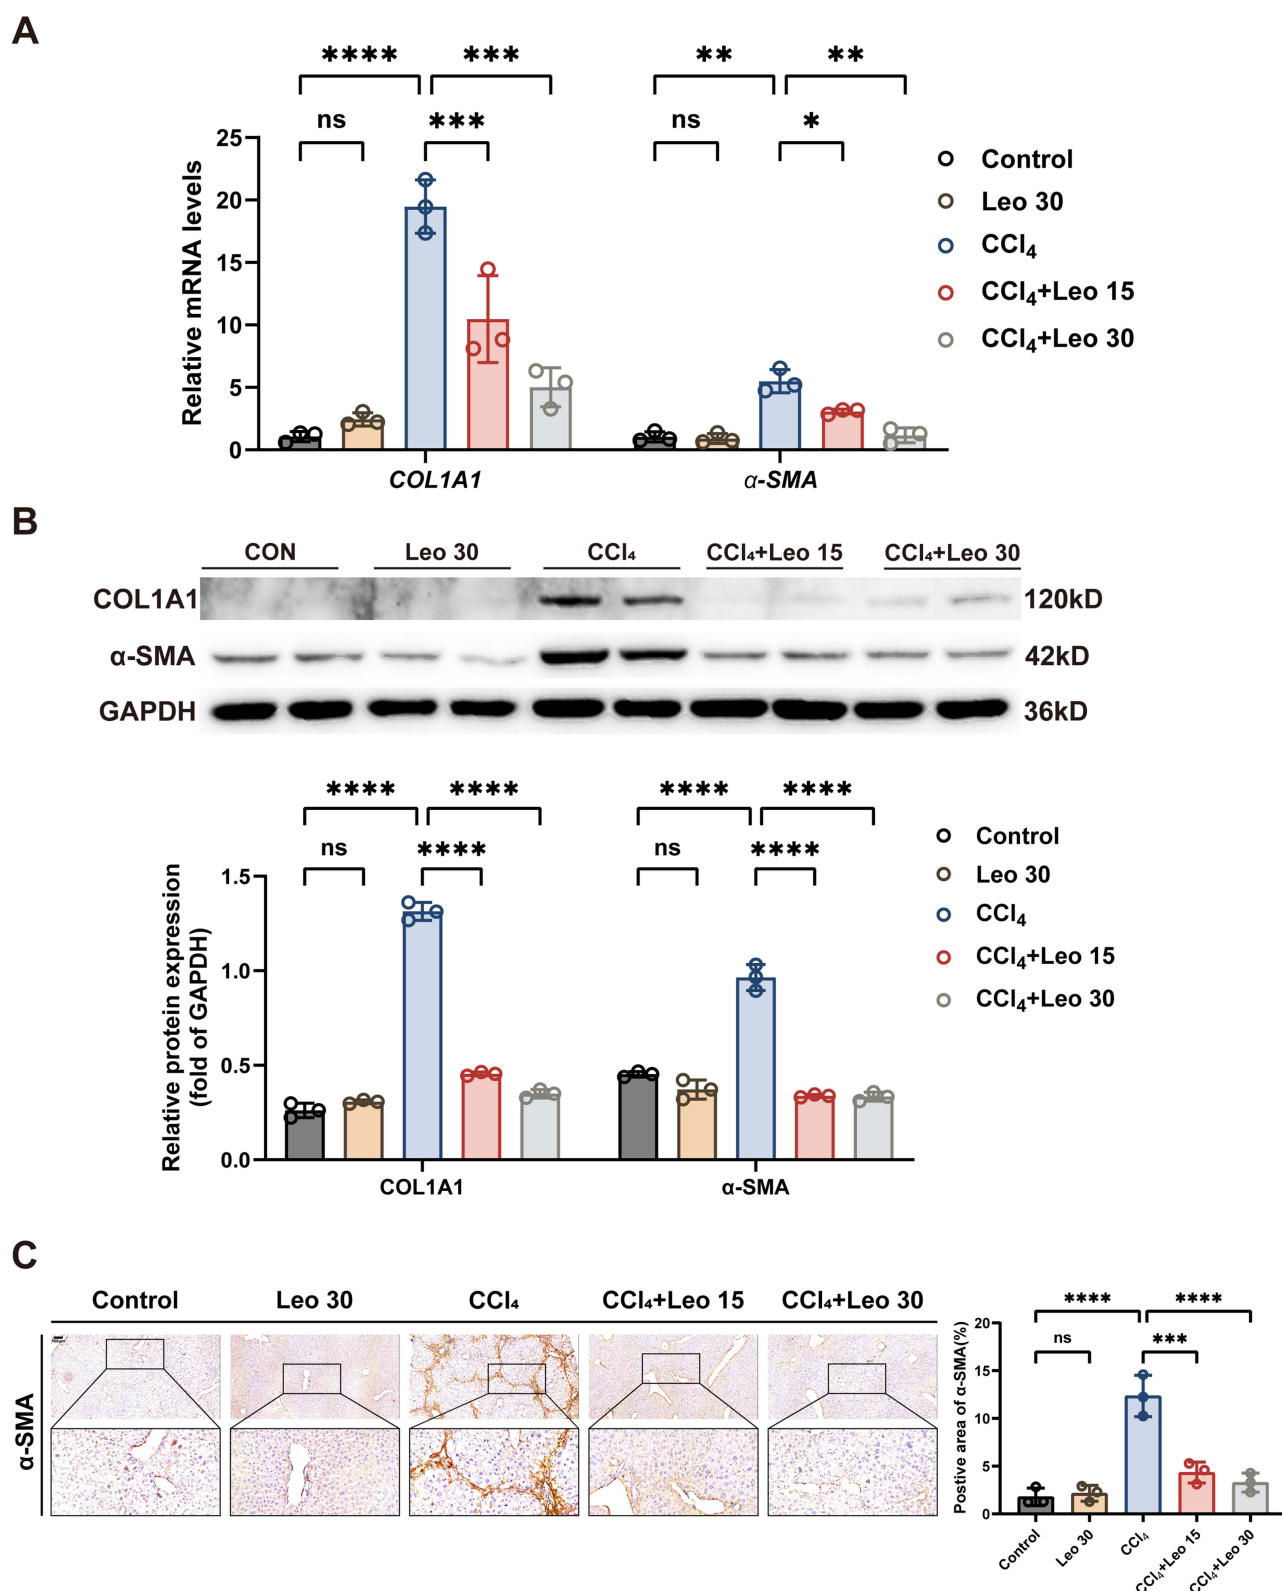 A
**** *** ** **
ns *** ns *
Relative mRNA levels
25
20
15
10
5
0
COL1A1 α-SMA
Control
Leo 30
CCl₄
CCl₄+Leo 15
CCl₄+Leo 30
B
CON Leo 30 CCl₄ CCl₄+Leo 15 CCl₄+Leo 30
COL1A1 120kD
α-SMA 42kD
GAPDH 36kD
**** **** **** ****
ns **** ns ****
Relative protein expression
(fold of GAPDH)
1.5
1.0
0.5
0.0
COL1A1 α-SMA
Control
Leo 30
CCl₄
CCl₄+Leo 15
CCl₄+Leo 30
C
Control Leo 30 CCl₄ CCl₄+Leo 15 CCl₄+Leo 30
α-SMA
**** ****
ns ***
Postive area of α-SMA(%)
20
15
10
5
0
Control Leo 30 CCl₄ CCl₄+Leo 15 CCl₄+Leo 30